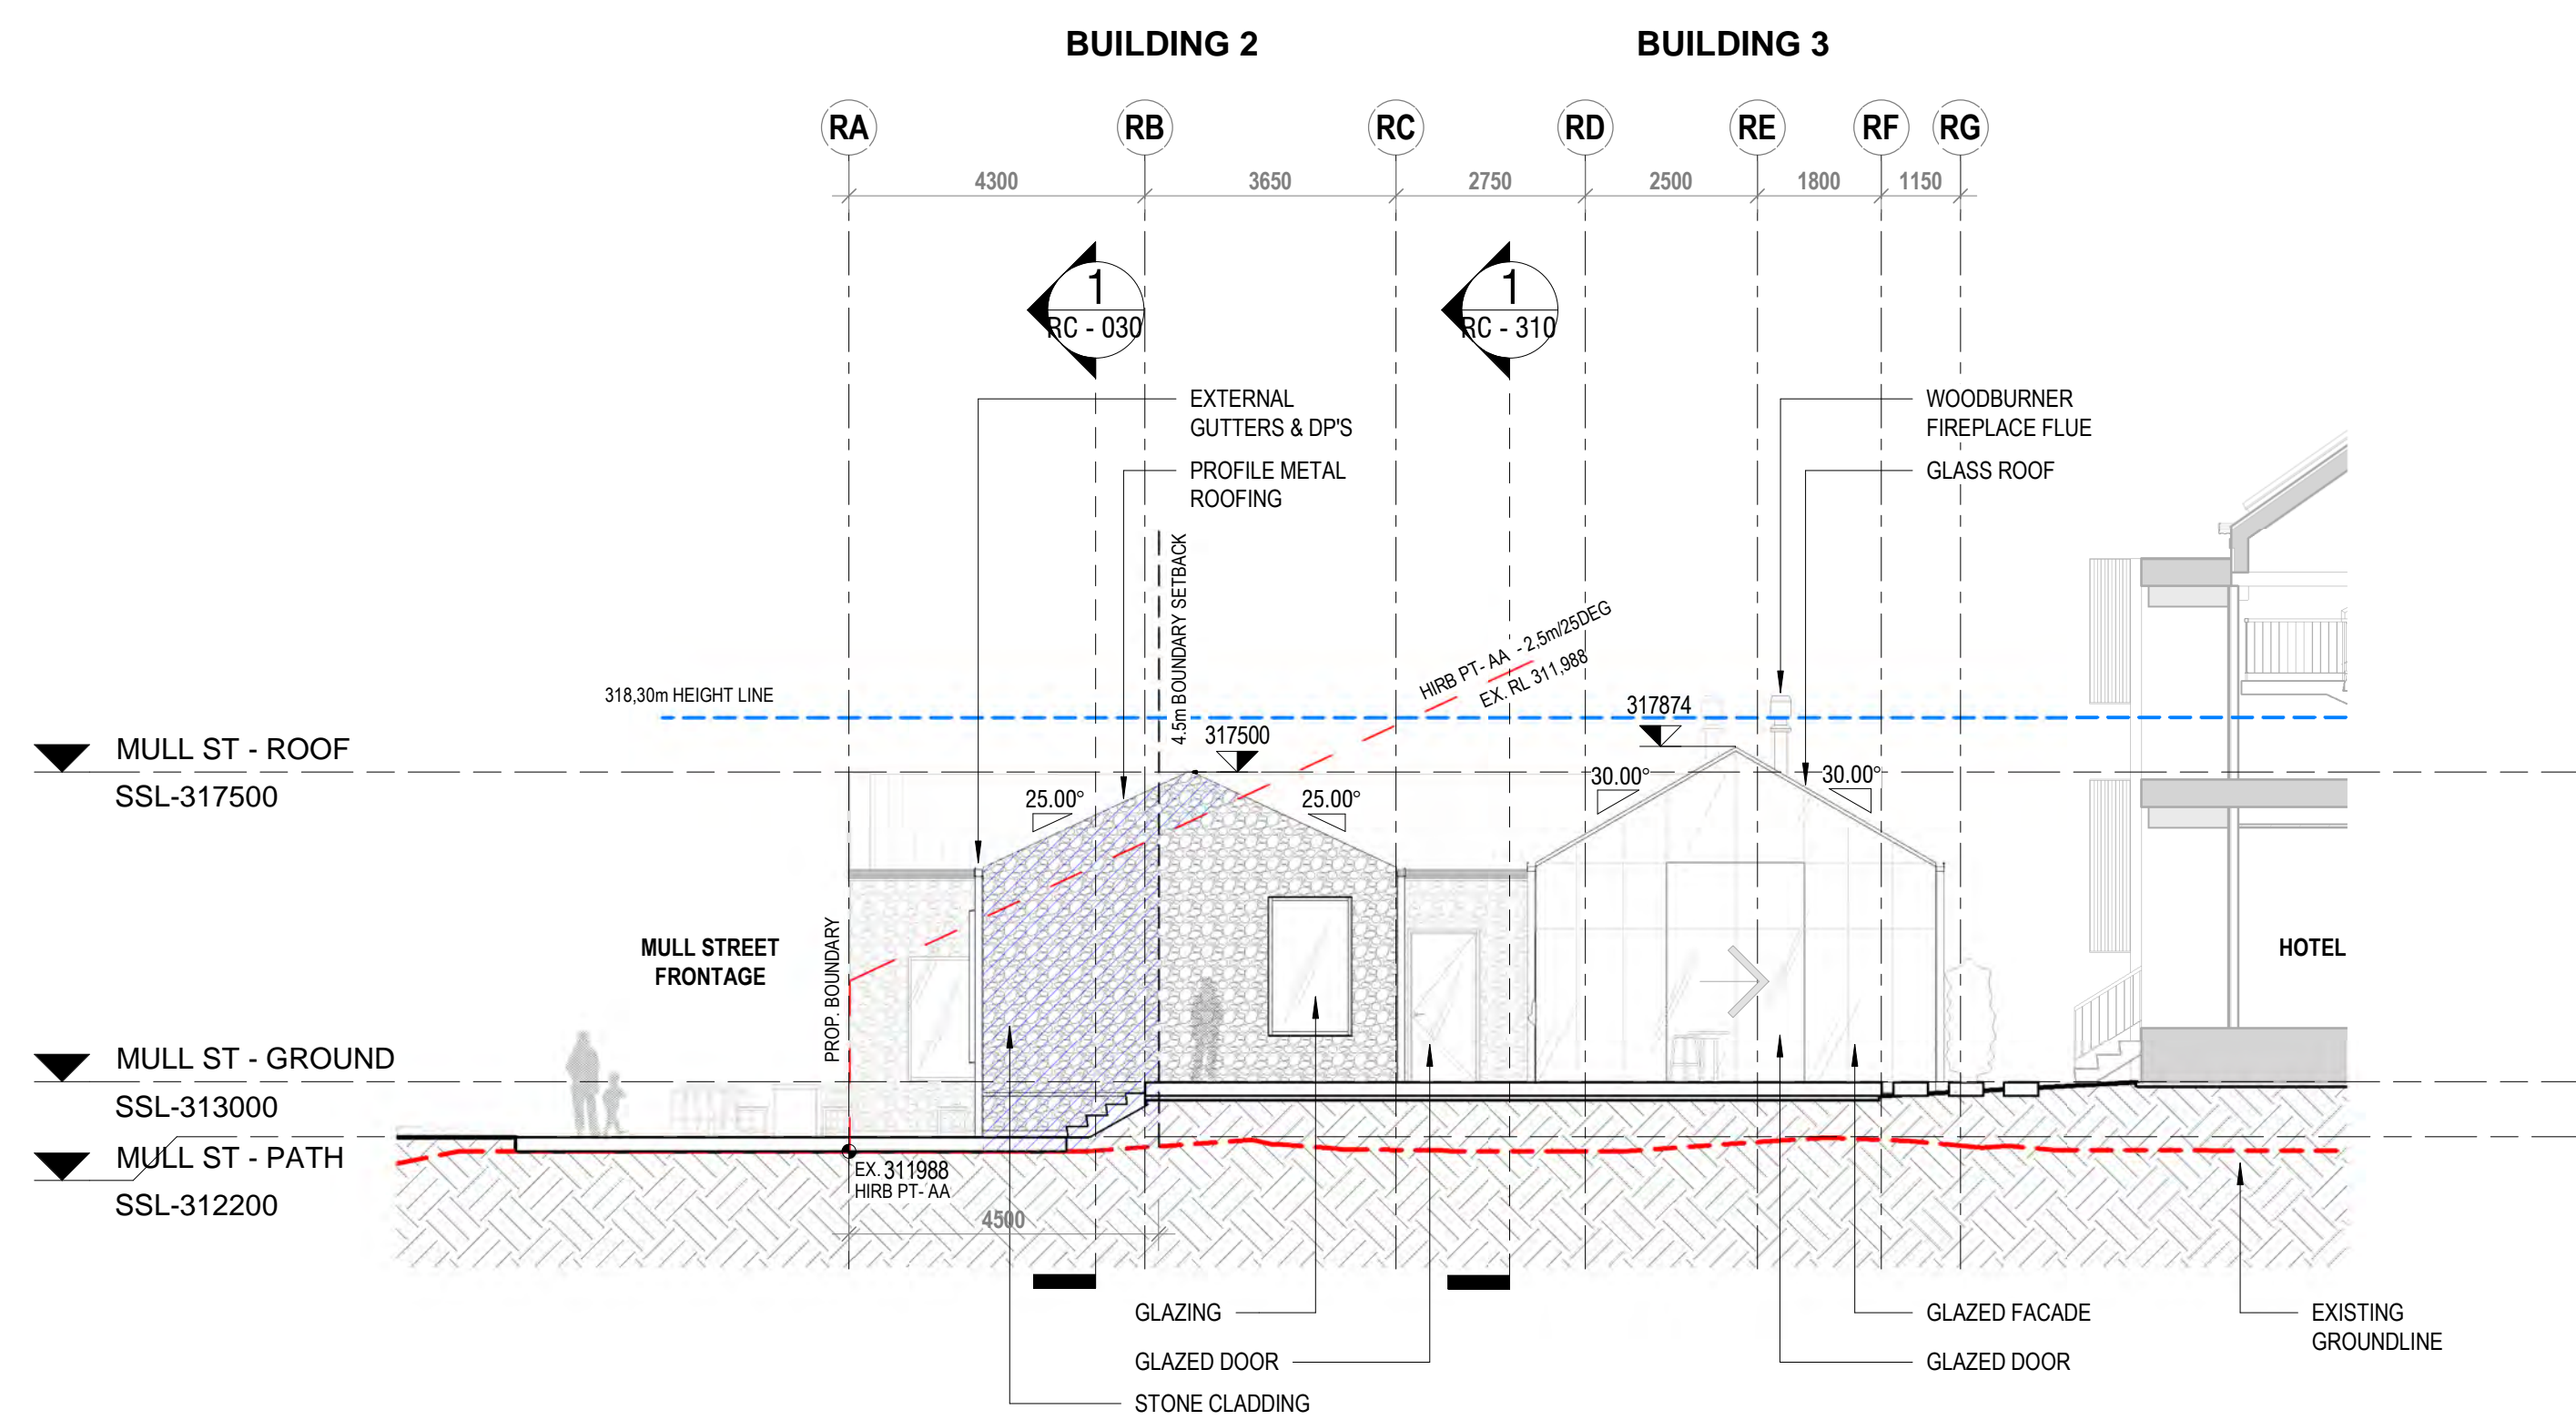 BUILDING 2
BUILDING 3
RA
RB
RC
RD
RE
RF
RG
4300
3650
2750
2500
1800
1150
1
RC - 030
1
RC - 310
EXTERNAL
GUTTERS & DP'S
PROFILE METAL
ROOFING
WOODBURNER
FIREPLACE FLUE
GLASS ROOF
4.5m BOUNDARY SETBACK
HIRB PT- AA - 2,5m/25DEG
EX. RL 311,988
318,30m HEIGHT LINE
317874
317500
MULL ST - ROOF
SSL-317500
25.00°
25.00°
30.00°
30.00°
MULL STREET
FRONTAGE
PROP. BOUNDARY
HOTEL
MULL ST - GROUND
SSL-313000
MULL ST - PATH
SSL-312200
EX. 311988
HIRB PT- AA
4500
GLAZING
GLAZED DOOR
STONE CLADDING
GLAZED FACADE
GLAZED DOOR
EXISTING
GROUNDLINE